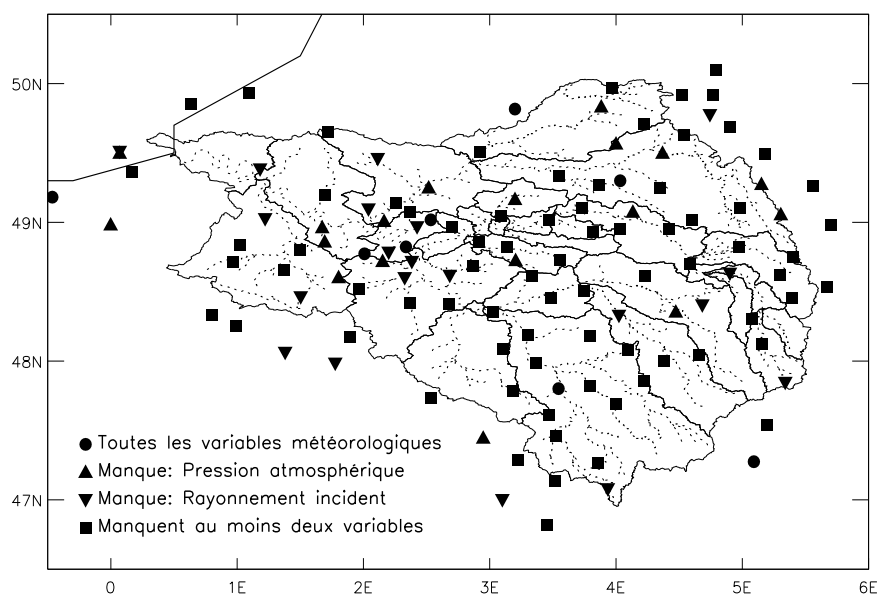 50N
49N
48N
47N
Toutes les variables météorologiques
Manque: Pression atmosphérique
Manque: Rayonnement incident
Manquent au moins deux variables
0 1E 2E 3E 4E 5E 6E